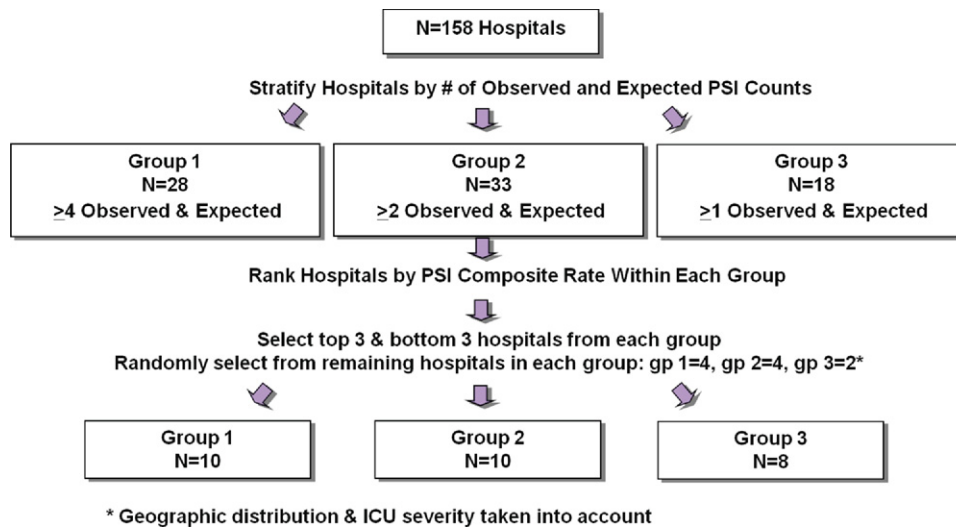 N=158 Hospitals
Stratify Hospitals by # of Observed and Expected PSI Counts
Group 1
N=28
≥4 Observed & Expected
Group 2
N=33
≥2 Observed & Expected
Group 3
N=18
≥1 Observed & Expected
Rank Hospitals by PSI Composite Rate Within Each Group
Select top 3 & bottom 3 hospitals from each group
Randomly select from remaining hospitals in each group: gp 1=4, gp 2=4, gp 3=2*
Group 1
N=10
Group 2
N=10
Group 3
N=8
* Geographic distribution & ICU severity taken into account